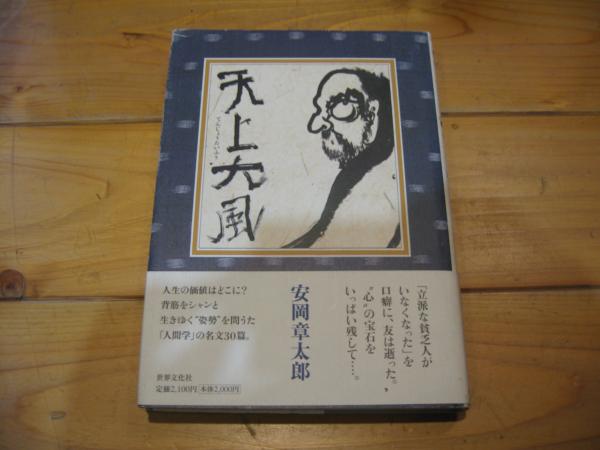 天上大風
てんじょうたいふう
安岡章太郎
「立派な貧乏人が
いなくなった」を
口癖に、友は逝った。
“心”の宝石を
いっぱい残して…。
人生の価値はどこに?
背筋をシャンと
生きゆく“姿勢”を問うた
「人間学」の名文30篇。
世界文化社
定価2,100円 本体2,000円